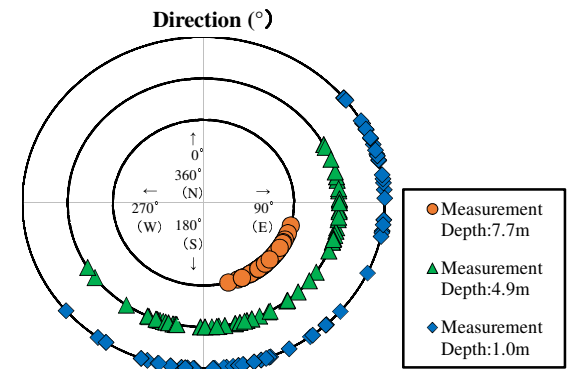 Direction (°)
↑
0°
360°
(N)
← →
270° 90°
(W) 180° (E)
(S)
↓
Measurement
Depth:7.7m
Measurement
Depth:4.9m
Measurement
Depth:1.0m